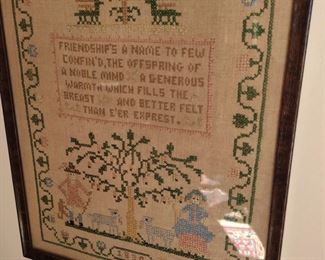 FRIENDSHIP'S A NAME TO FEW
CONFIN'D, THE OFFSPRING OF
A NOBLE MIND A GENEROUS
WARMTH WHICH FILLS THE
BREAST AND BETTER FELT
THAN E'ER EXPREST.